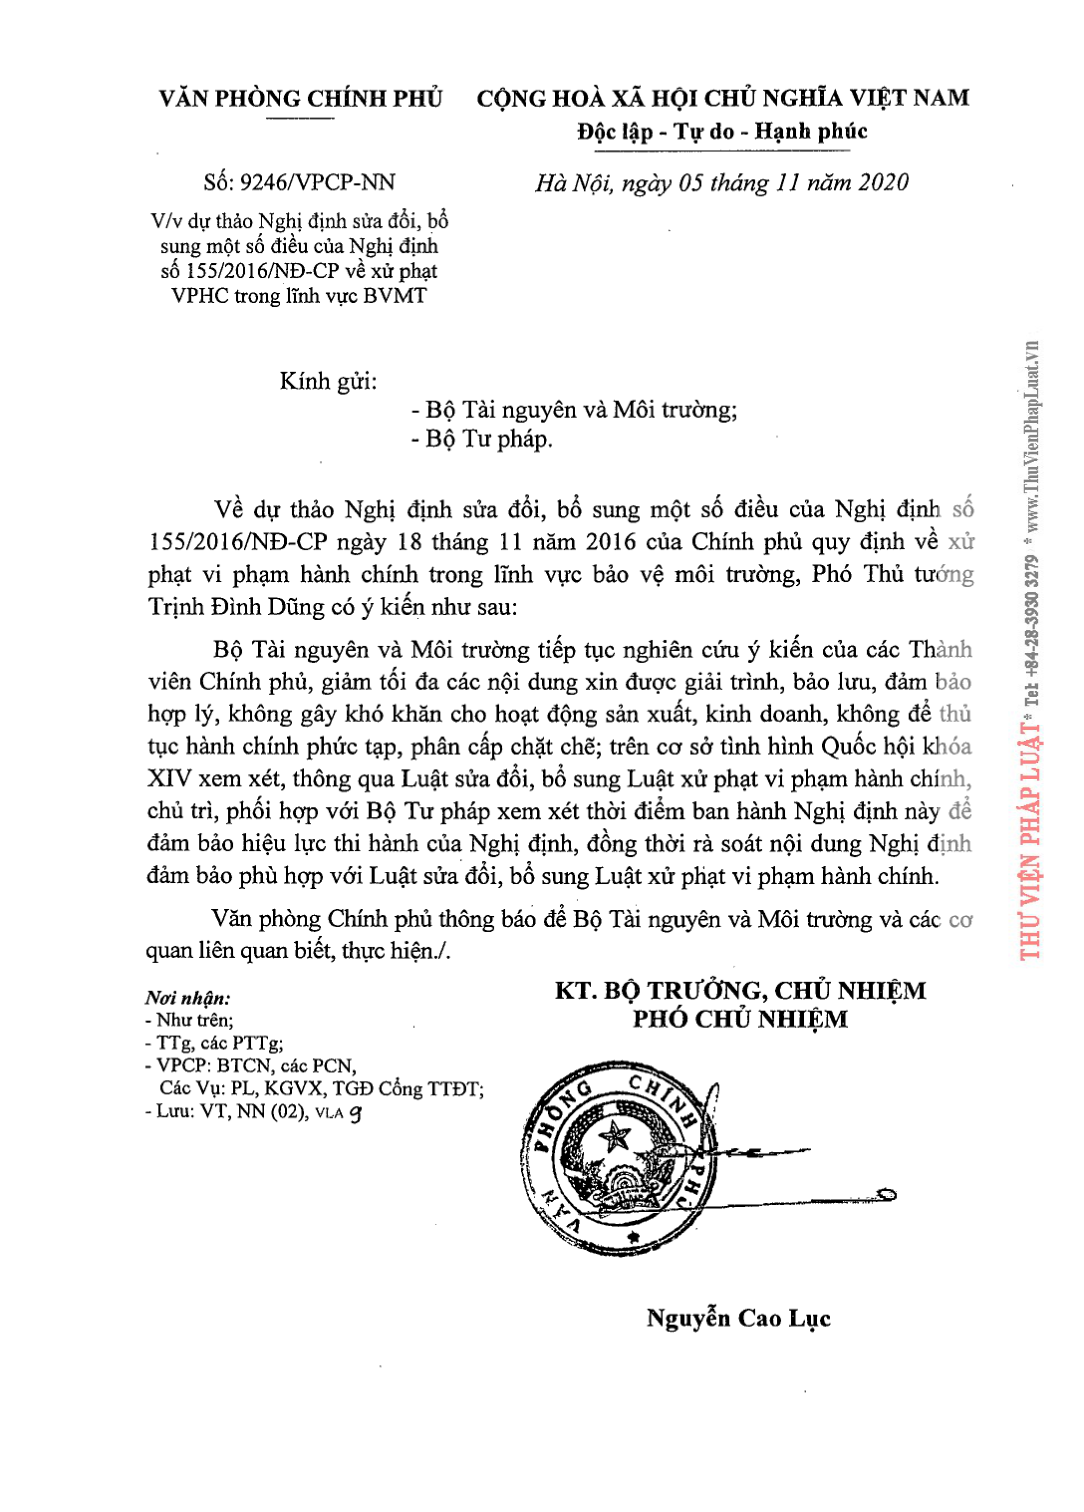 VĂN PHÒNG CHÍNH PHỦ
CỘNG HOÀ XÃ HỘI CHỦ NGHĨA VIỆT NAM
Độc lập - Tự do - Hạnh phúc
Số: 9246/VPCP-NN
Hà Nội, ngày 05 tháng 11 năm 2020
V/v dự thảo Nghị định sửa đổi, bổ
sung một số điều của Nghị định
số 155/2016/NĐ-CP về xử phạt
VPHC trong lĩnh vực BVMT
Kính gửi:
- Bộ Tài nguyên và Môi trường;
- Bộ Tư pháp.
Về dự thảo Nghị định sửa đổi, bổ sung một số điều của Nghị định số
155/2016/NĐ-CP ngày 18 tháng 11 năm 2016 của Chính phủ quy định về xử
phạt vi phạm hành chính trong lĩnh vực bảo vệ môi trường, Phó Thủ tướng
Trịnh Đình Dũng có ý kiến như sau:
Bộ Tài nguyên và Môi trường tiếp tục nghiên cứu ý kiến của các Thành
viên Chính phủ, giảm tối đa các nội dung xin được giải trình, bảo lưu, đảm bảo
hợp lý, không gây khó khăn cho hoạt động sản xuất, kinh doanh, không để thủ
tục hành chính phức tạp, phân cấp chặt chẽ; trên cơ sở tình hình Quốc hội khóa
XIV xem xét, thông qua Luật sửa đổi, bổ sung Luật xử phạt vi phạm hành chính,
chủ trì, phối hợp với Bộ Tư pháp xem xét thời điểm ban hành Nghị định này để
đảm bảo hiệu lực thi hành của Nghị định, đồng thời rà soát nội dung Nghị định
đảm bảo phù hợp với Luật sửa đổi, bổ sung Luật xử phạt vi phạm hành chính.
Văn phòng Chính phủ thông báo để Bộ Tài nguyên và Môi trường và các cơ
quan liên quan biết, thực hiện./.
Nơi nhận:
- Như trên;
- TTg, các PTTg;
- VPCP: BTCN, các PCN,
Các Vụ: PL, KGVX, TGĐ Cổng TTĐT;
- Lưu: VT, NN (02), VLA 9
KT. BỘ TRƯỞNG, CHỦ NHIỆM
PHÓ CHỦ NHIỆM
VĂN PHÒNG CHÍNH PHỦ
Nguyễn Cao Lục
THƯ VIỆN PHÁP LUẬT * Tel: +84-28-3930 3279 * www.ThuVienPhapLuat.vn